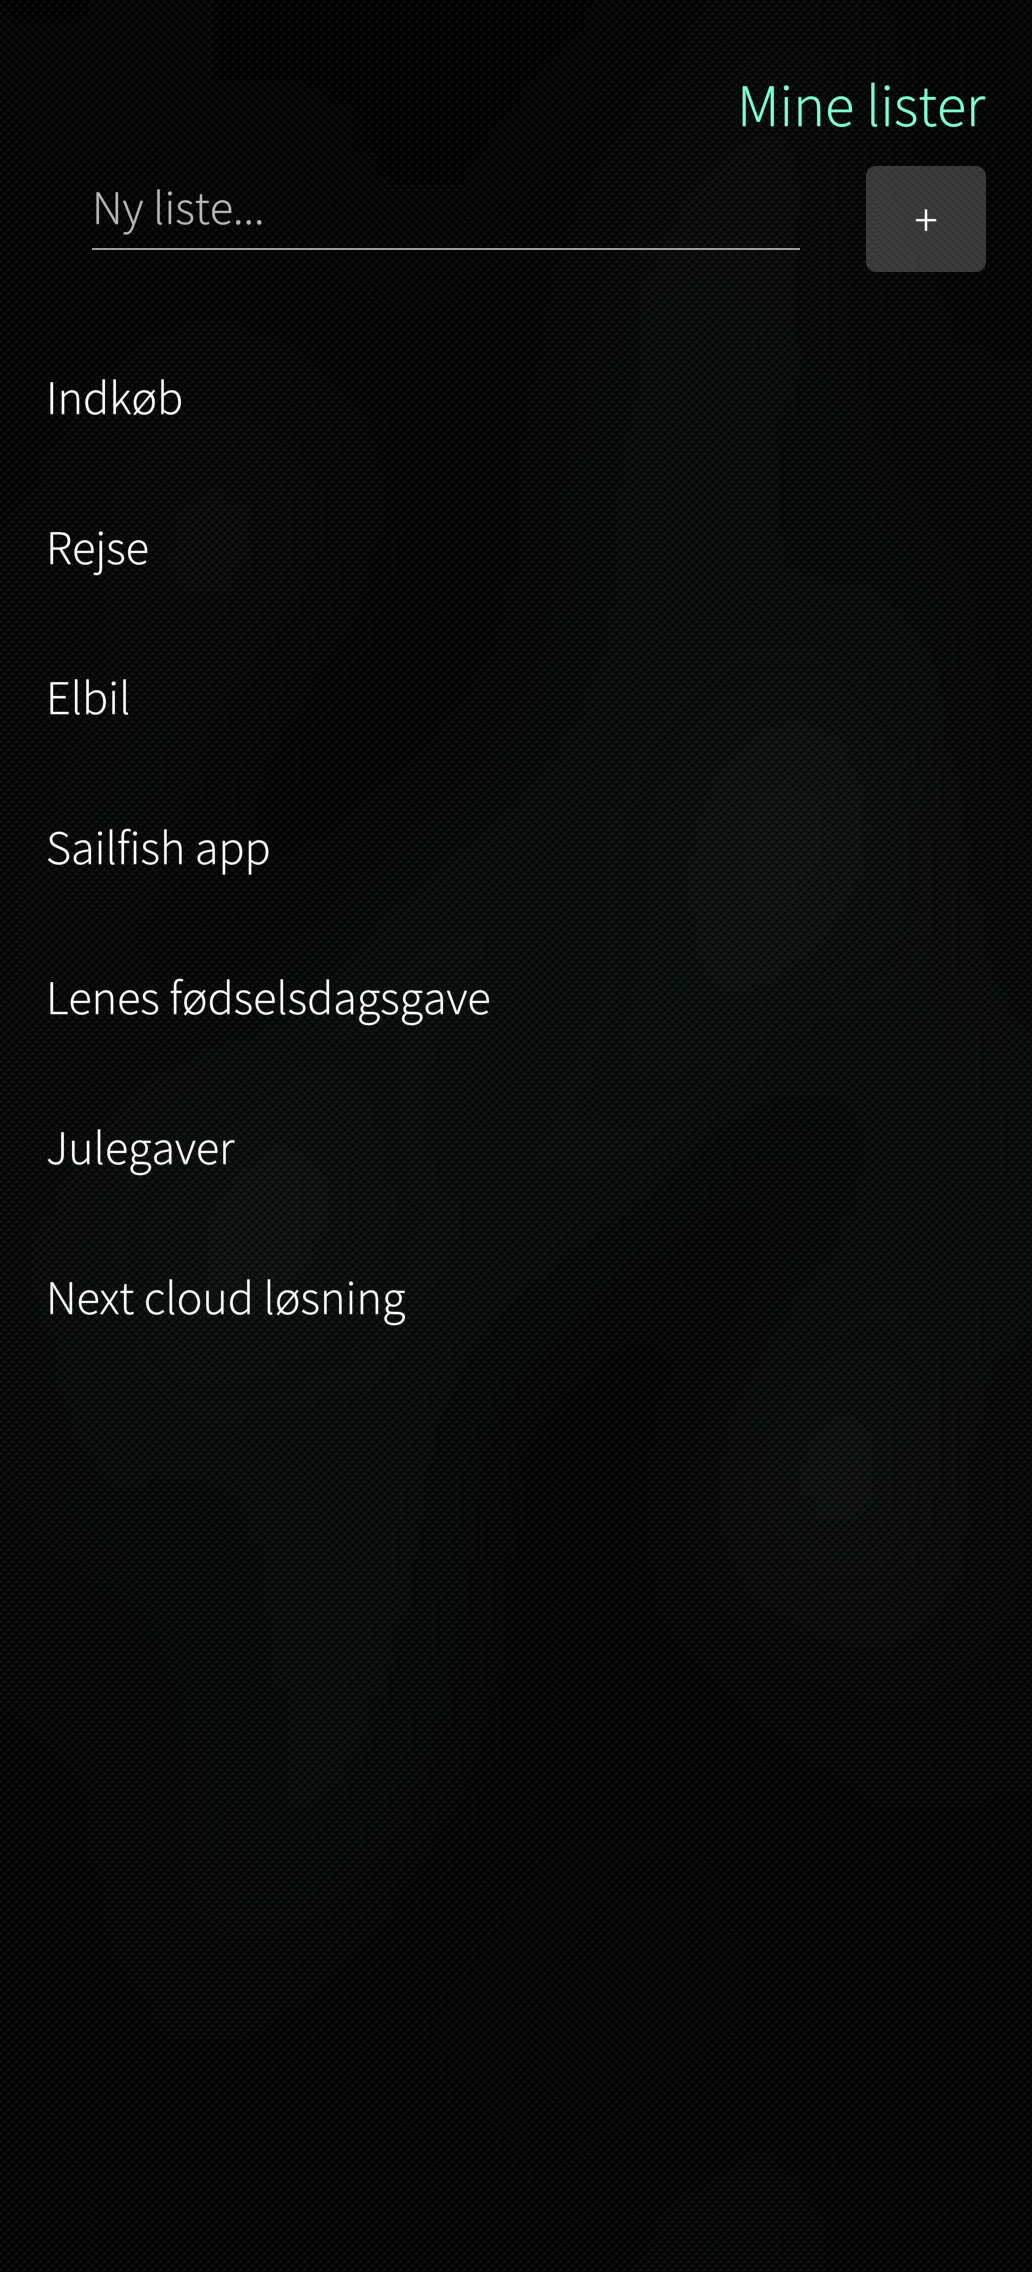 Mine lister
Ny liste...
+
Indkøb
Rejse
Elbil
Sailfish app
Lenes fødselsdagsgave
Julegaver
Next cloud løsning